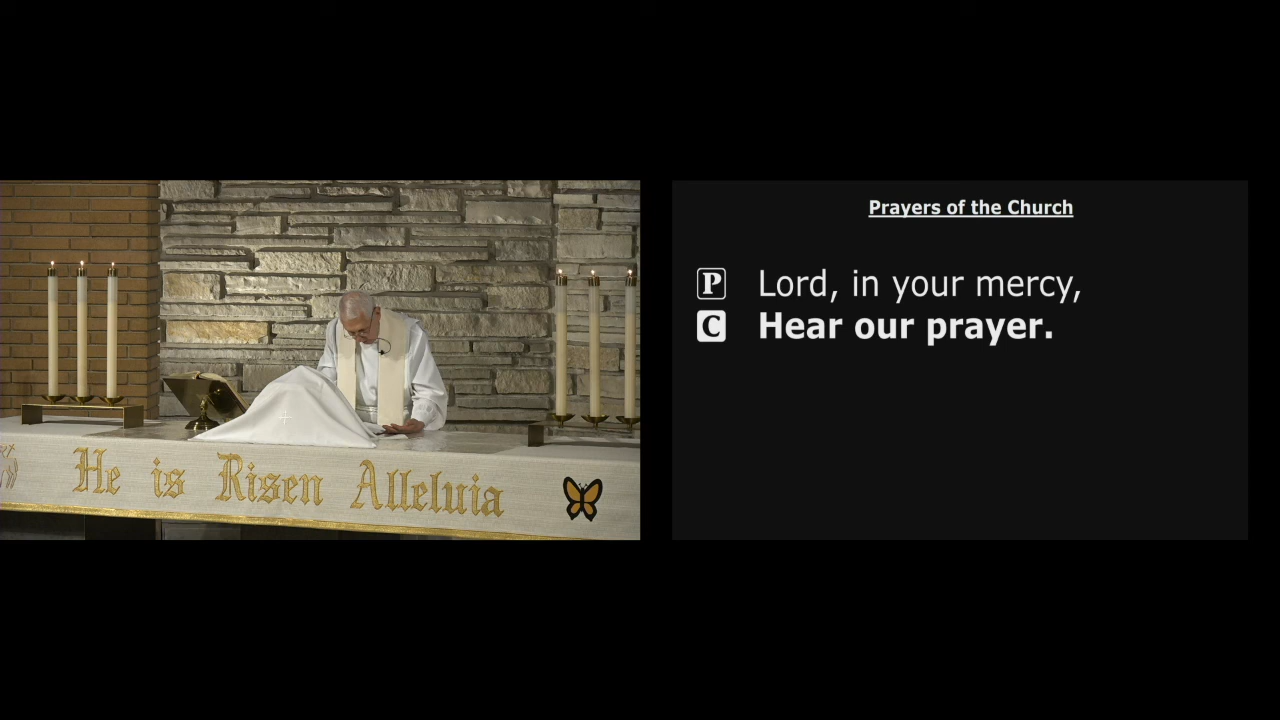 He is Risen Alleluia
Prayers of the Church
P Lord, in your mercy,
C Hear our prayer.